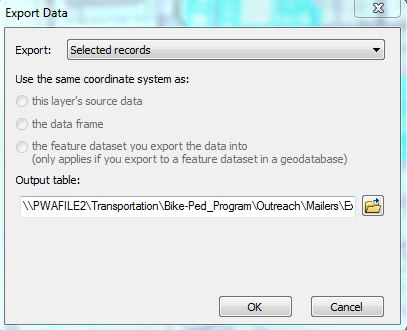 Export Data
Export: Selected records
Use the same coordinate system as:
this layer's source data
the data frame
the feature dataset you export the data into
(only applies if you export to a feature dataset in a geodatabase)
Output table:
\\PWAFILE2\Transportation\Bike-Ped_Program\Outreach\Mailers\Ex
OK Cancel